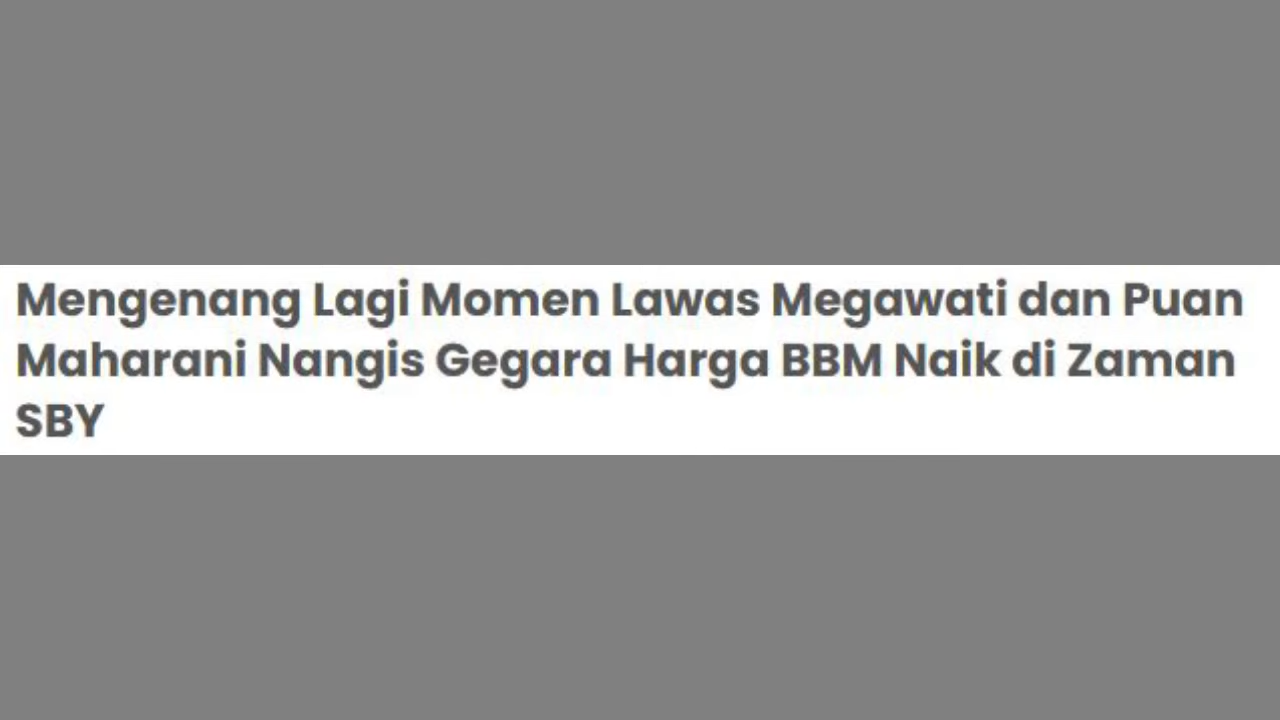 Mengenang Lagi Momen Lawas Megawati dan Puan
Maharani Nangis Gegara Harga BBM Naik di Zaman
SBY